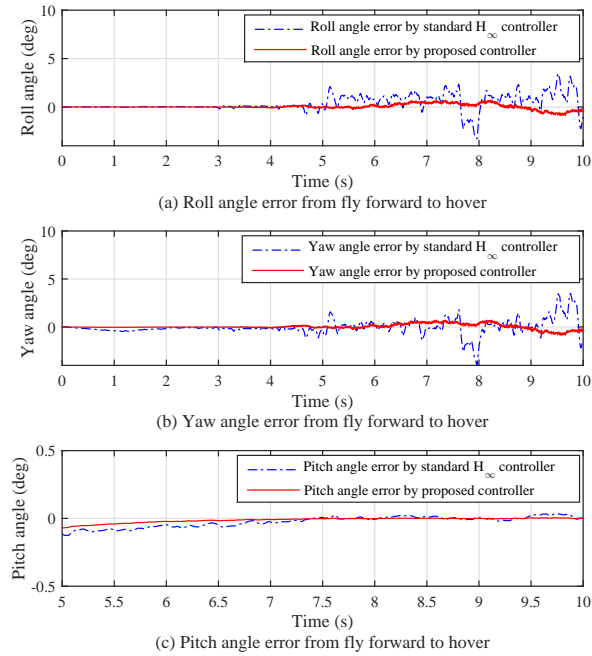 10
Roll angle error by standard H∞ controller
Roll angle error by proposed controller
5
0
Roll angle (deg)
0 1 2 3 4 5 6 7 8 9 10
Time (s)
(a) Roll angle error from fly forward to hover
10
Yaw angle error by standard H∞ controller
Yaw angle error by proposed controller
5
0
Yaw angle (deg)
0 1 2 3 4 5 6 7 8 9 10
Time (s)
(b) Yaw angle error from fly forward to hover
0.5
Pitch angle error by standard H∞ controller
Pitch angle error by proposed controller
0
-0.5
Pitch angle (deg)
5 5.5 6 6.5 7 7.5 8 8.5 9 9.5 10
Time (s)
(c) Pitch angle error from fly forward to hover